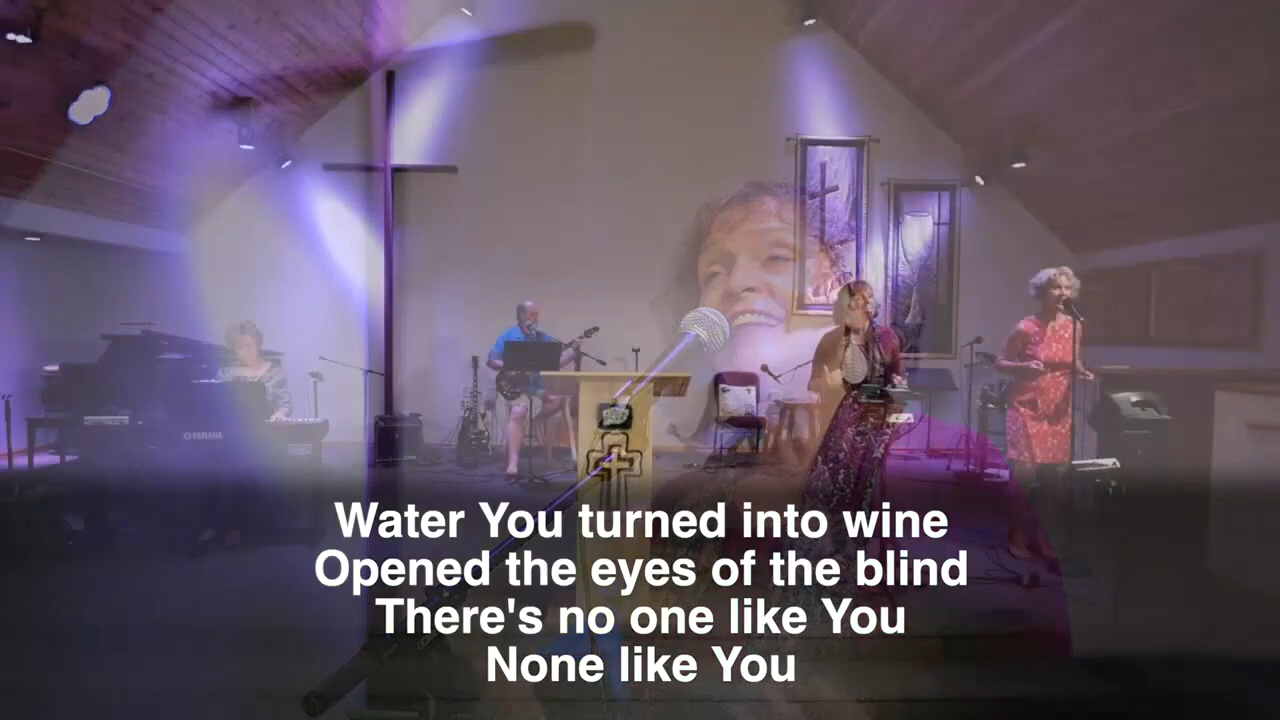 YAMAHA
Water You turned into wine
Opened the eyes of the blind
There's no one like You
None like You